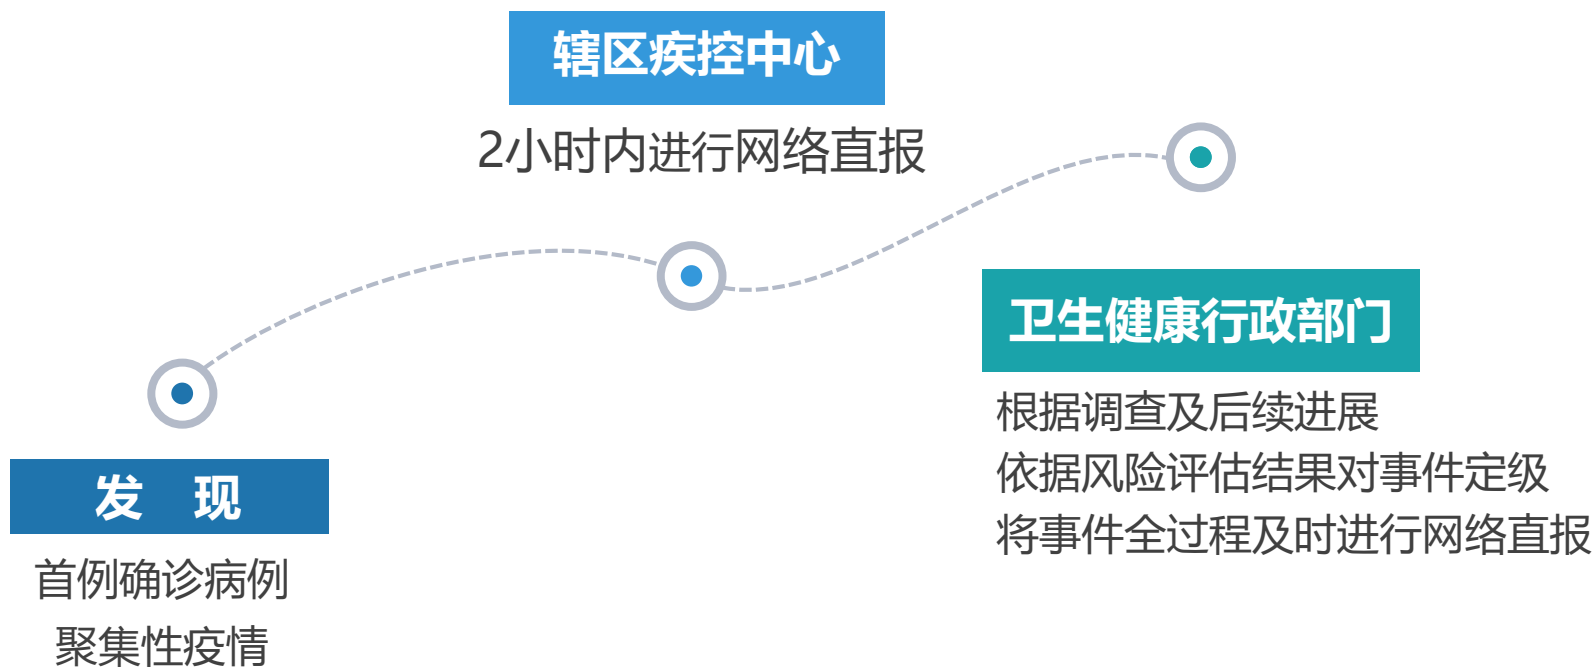 辖区疾控中心
2小时内进行网络直报
发 现
首例确诊病例
聚集性疫情
卫生健康行政部门
根据调查及后续进展
依据风险评估结果对事件定级
将事件全过程及时进行网络直报